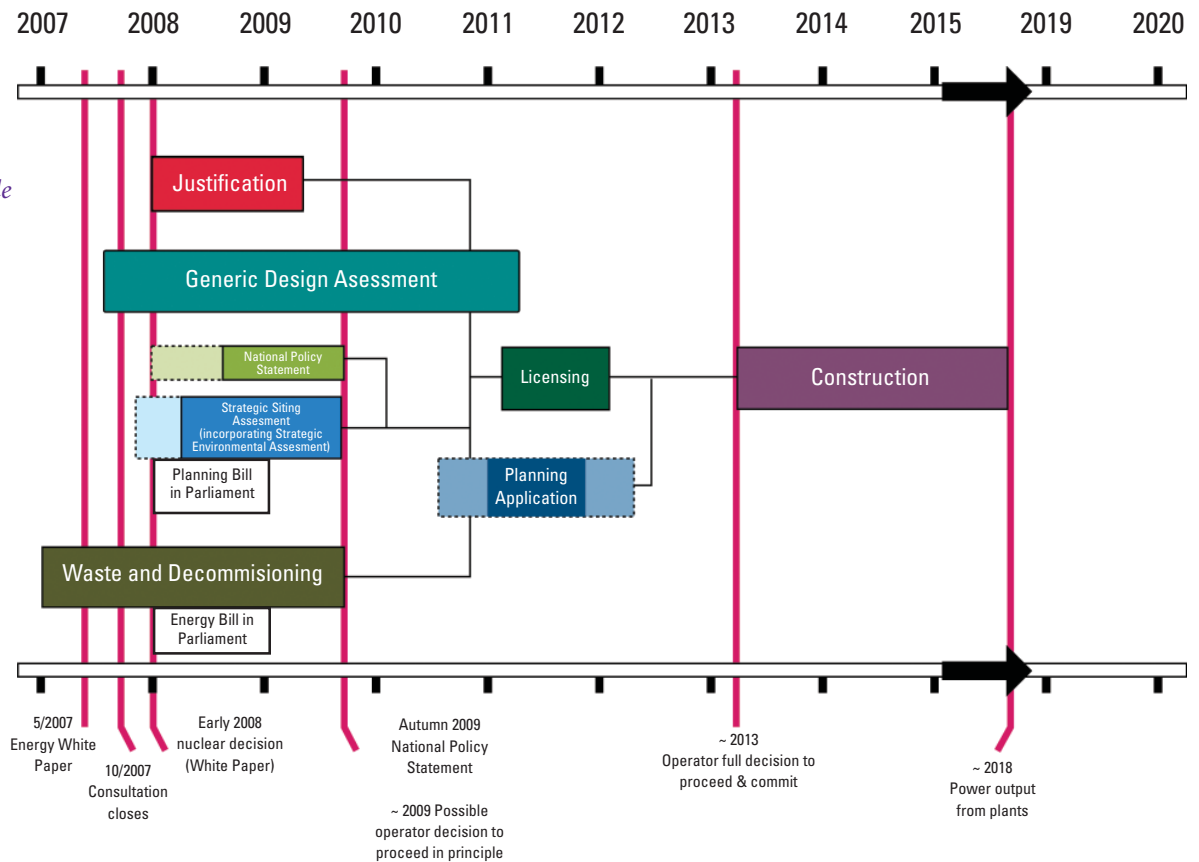 2007 2008 2009 2010 2011 2012 2013 2014 2015 2019 2020
Justification
Generic Design Asessment
National Policy
Statement
Strategic Siting
Assesment
(incorporating Strategic
Environmental Assesment)
Licensing
Construction
Planning Bill
in Parliament
Planning
Application
Waste and Decommisioning
Energy Bill in
Parliament
5/2007
Energy White
Paper
10/2007
Consultation
closes
Early 2008
nuclear decision
(White Paper)
Autumn 2009
National Policy
Statement
~ 2009 Possible
operator decision to
proceed in principle
~ 2013
Operator full decision to
proceed & commit
~ 2018
Power output
from plants